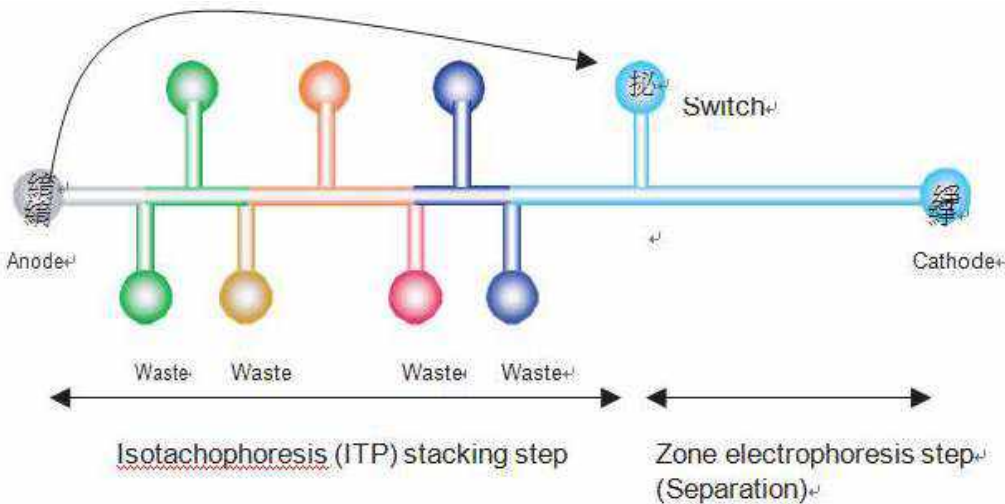 Switch
Anode
Cathode
Waste Waste Waste Waste
Isotachophoresis (ITP) stacking step
Zone electrophoresis step
(Separation)